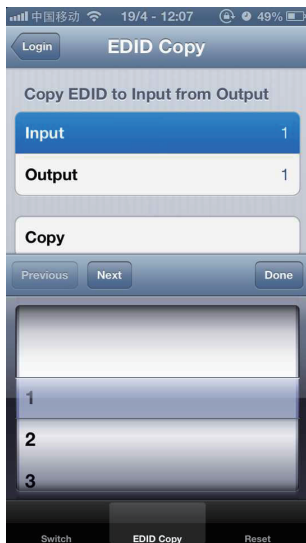 中国移动 19/4 - 12:07 49%
Login EDID Copy
Copy EDID to Input from Output
Input 1
Output 1
Copy
Previous Next Done
1
2
3
Switch EDID Copy Reset